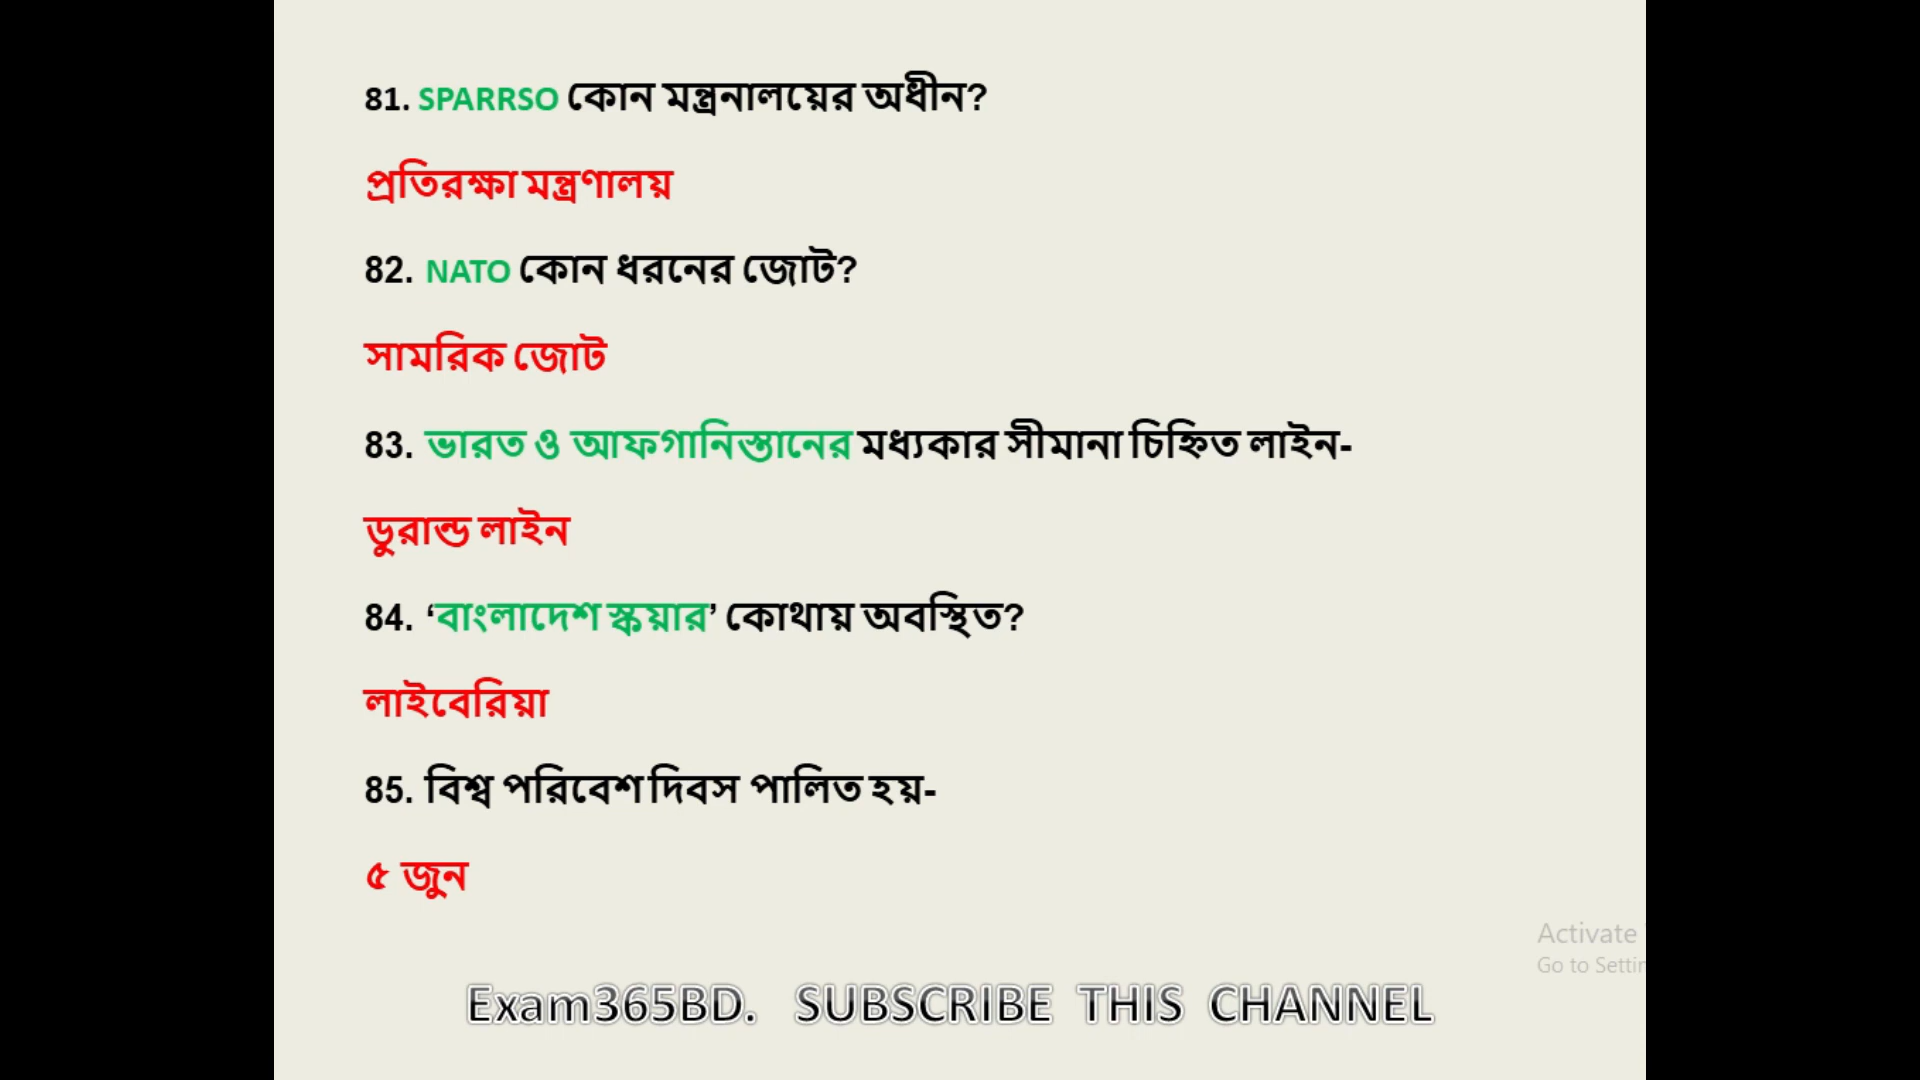 81. SPARRSO কোন মন্ত্রনালয়ের অধীন?
প্রতিরক্ষা মন্ত্রণালয়
82. NATO কোন ধরনের জোট?
সামরিক জোট
83. ভারত ও আফগানিস্তানের মধ্যকার সীমানা চিহ্নিত লাইন-
ডুরান্ড লাইন
84. ‘বাংলাদেশ স্কয়ার’ কোথায় অবস্থিত?
লাইবেরিয়া
85. বিশ্ব পরিবেশ দিবস পালিত হয়-
৫ জুন
Activate
Go to Settin
Exam365BD. SUBSCRIBE THIS CHANNEL